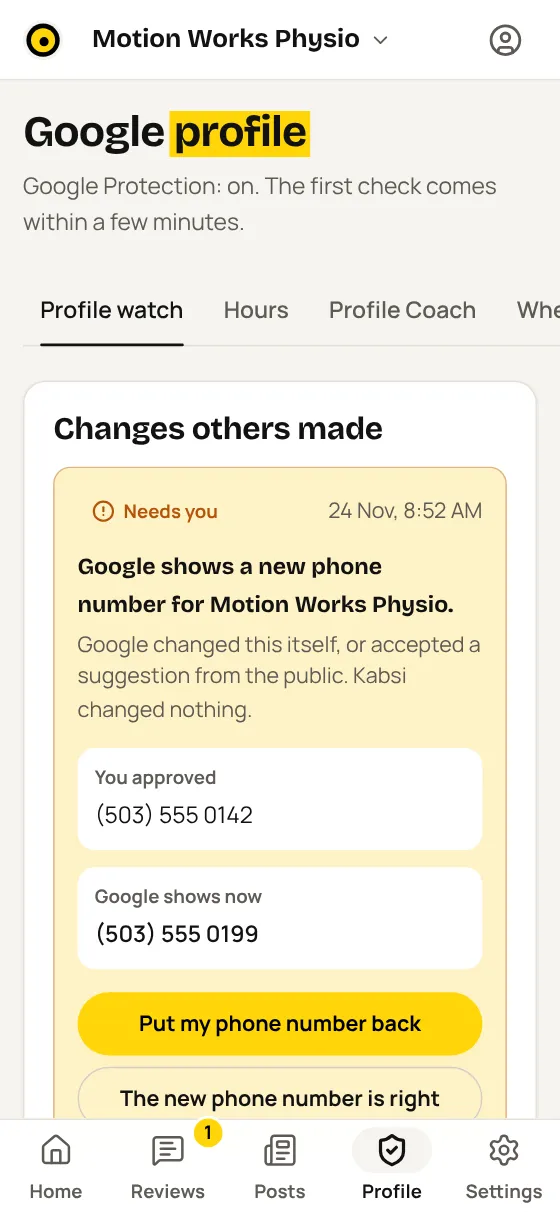 Motion Works Physio
Google profile
Google Protection: on. The first check comes
within a few minutes.
Profile watch
Hours
Profile Coach
Whe
Changes others made
Needs you
24 Nov, 8:52 AM
Google shows a new phone
number for Motion Works Physio.
Google changed this itself, or accepted a
suggestion from the public. Kabsi
changed nothing.
You approved
(503) 555 0142
Google shows now
(503) 555 0199
Put my phone number back
The new phone number is right
1
Home
Reviews
Posts
Profile
Settings